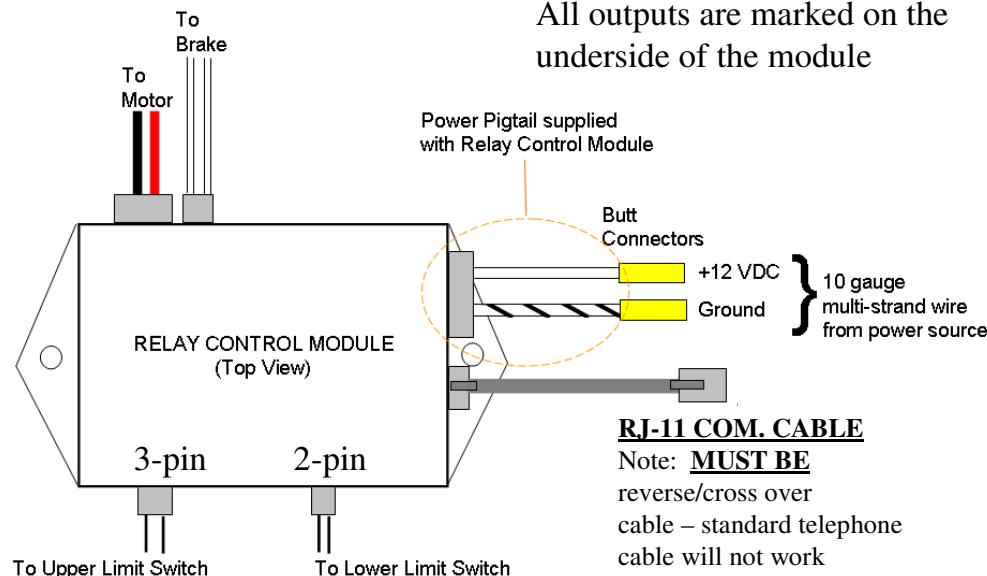 All outputs are marked on the
underside of the module
To
Brake
To
Motor
Power Pigtail supplied
with Relay Control Module
Butt
Connectors
+12 VDC
Ground
10 gauge
multi-strand wire
from power source
RELAY CONTROL MODULE
(Top View)
3-pin
2-pin
To Upper Limit Switch
To Lower Limit Switch
RJ-11 COM. CABLE
Note: MUST BE
reverse/cross over
cable – standard telephone
cable will not work